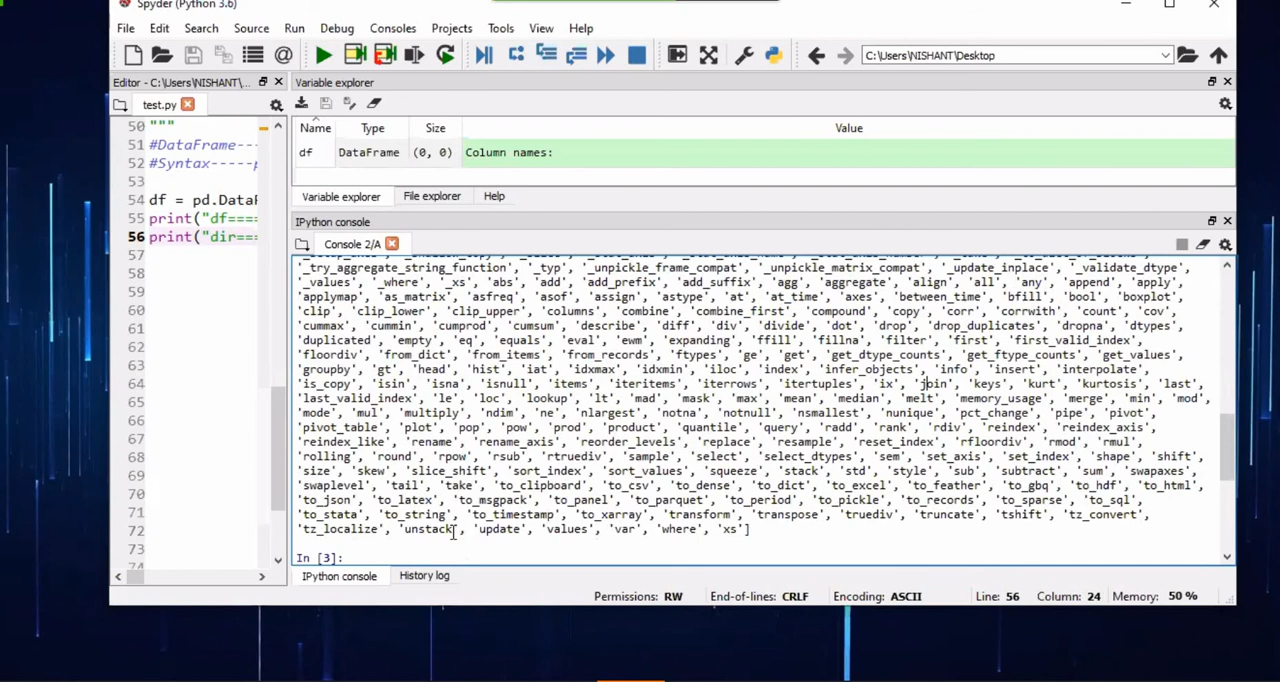 Spyder (Python 3.6)
File Edit Search Source Run Debug Consoles Projects Tools View Help
C:\Users\NISHANT\Desktop
Editor - C:\Users\NISHANT\...
test.py
50 """
51 #DataFrame---
52 #Syntax-----p
53
54 df = pd.DataF
55 print("df====
56 print("dir===
57
58
59
60
61
62
63
64
65
66
67
68
69
70
71
72
73
74
Variable explorer
Name Type Size Value
df DataFrame (0, 0) Column names:
Variable explorer File explorer Help
IPython console
Console 2/A
'_try_aggregate_string_function', '_typ', '_unpickle_frame_compat', '_unpickle_matrix_compat', '_update_inplace', '_validate_dtype',
'_values', '_where', '_xs', 'abs', 'add', 'add_prefix', 'add_suffix', 'agg', 'aggregate', 'align', 'all', 'any', 'append', 'apply',
'applymap', 'as_matrix', 'asfreq', 'asof', 'assign', 'astype', 'at', 'at_time', 'axes', 'between_time', 'bfill', 'bool', 'boxplot',
'clip', 'clip_lower', 'clip_upper', 'columns', 'combine', 'combine_first', 'compound', 'copy', 'corr', 'corrwith', 'count', 'cov',
'cummax', 'cummin', 'cumprod', 'cumsum', 'describe', 'diff', 'div', 'divide', 'dot', 'drop', 'drop_duplicates', 'dropna', 'dtypes',
'duplicated', 'empty', 'eq', 'equals', 'eval', 'ewm', 'expanding', 'ffill', 'fillna', 'filter', 'first', 'first_valid_index',
'floordiv', 'from_dict', 'from_items', 'from_records', 'ftypes', 'ge', 'get', 'get_dtype_counts', 'get_ftype_counts', 'get_values',
'groupby', 'gt', 'head', 'hist', 'iat', 'idxmax', 'idxmin', 'iloc', 'index', 'infer_objects', 'info', 'insert', 'interpolate',
'is_copy', 'isin', 'isna', 'isnull', 'items', 'iteritems', 'iterrows', 'itertuples', 'ix', 'join', 'keys', 'kurt', 'kurtosis', 'last',
'last_valid_index', 'le', 'loc', 'lookup', 'lt', 'mad', 'mask', 'max', 'mean', 'median', 'melt', 'memory_usage', 'merge', 'min', 'mod',
'mode', 'mul', 'multiply', 'ndim', 'ne', 'nlargest', 'notna', 'notnull', 'nsmallest', 'nunique', 'pct_change', 'pipe', 'pivot',
'pivot_table', 'plot', 'pop', 'pow', 'prod', 'product', 'quantile', 'query', 'radd', 'rank', 'rdiv', 'reindex', 'reindex_axis',
'reindex_like', 'rename', 'rename_axis', 'reorder_levels', 'replace', 'resample', 'reset_index', 'rfloordiv', 'rmod', 'rmul',
'rolling', 'round', 'rpow', 'rsub', 'rtruediv', 'sample', 'select', 'select_dtypes', 'sem', 'set_axis', 'set_index', 'shape', 'shift',
'size', 'skew', 'slice_shift', 'sort_index', 'sort_values', 'squeeze', 'stack', 'std', 'style', 'sub', 'subtract', 'sum', 'swapaxes',
'swaplevel', 'tail', 'take', 'to_clipboard', 'to_csv', 'to_dense', 'to_dict', 'to_excel', 'to_feather', 'to_gbq', 'to_hdf', 'to_html',
'to_json', 'to_latex', 'to_msgpack', 'to_panel', 'to_parquet', 'to_period', 'to_pickle', 'to_records', 'to_sparse', 'to_sql',
'to_stata', 'to_string', 'to_timestamp', 'to_xarray', 'transform', 'transpose', 'truediv', 'truncate', 'tshift', 'tz_convert',
'tz_localize', 'unstack', 'update', 'values', 'var', 'where', 'xs']
In [3]:
IPython console History log
Permissions: RW End-of-lines: CRLF Encoding: ASCII Line: 56 Column: 24 Memory: 50 %